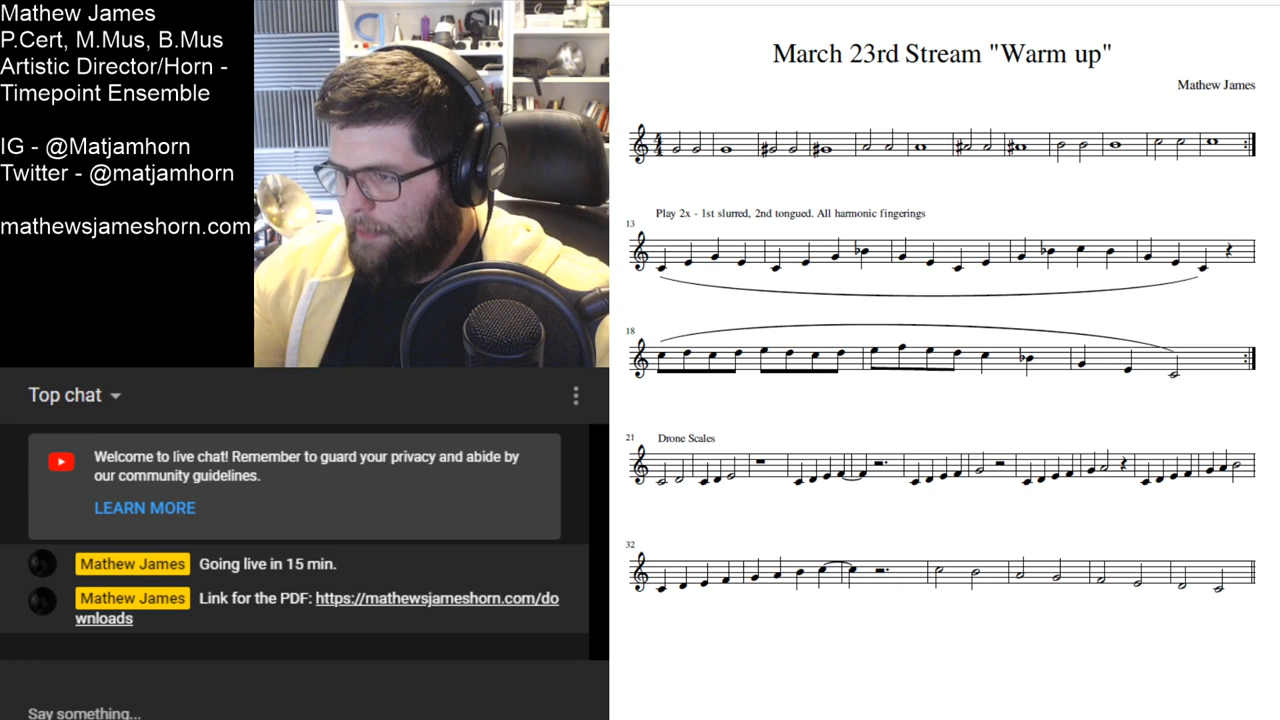 Mathew James
P.Cert, M.Mus, B.Mus
Artistic Director/Horn -
Timepoint Ensemble
IG - @Matjamhorn
Twitter - @matjamhorn
mathewsjameshorn.com
Top chat
Welcome to live chat! Remember to guard your privacy and abide by
our community guidelines.
LEARN MORE
Mathew James Going live in 15 min.
Mathew James Link for the PDF: https://mathewsjameshorn.com/do
wnloads
Say something...
March 23rd Stream "Warm up"
Mathew James
4
4
Play 2x - 1st slurred, 2nd tongued. All harmonic fingerings
13
18
21
Drone Scales
32